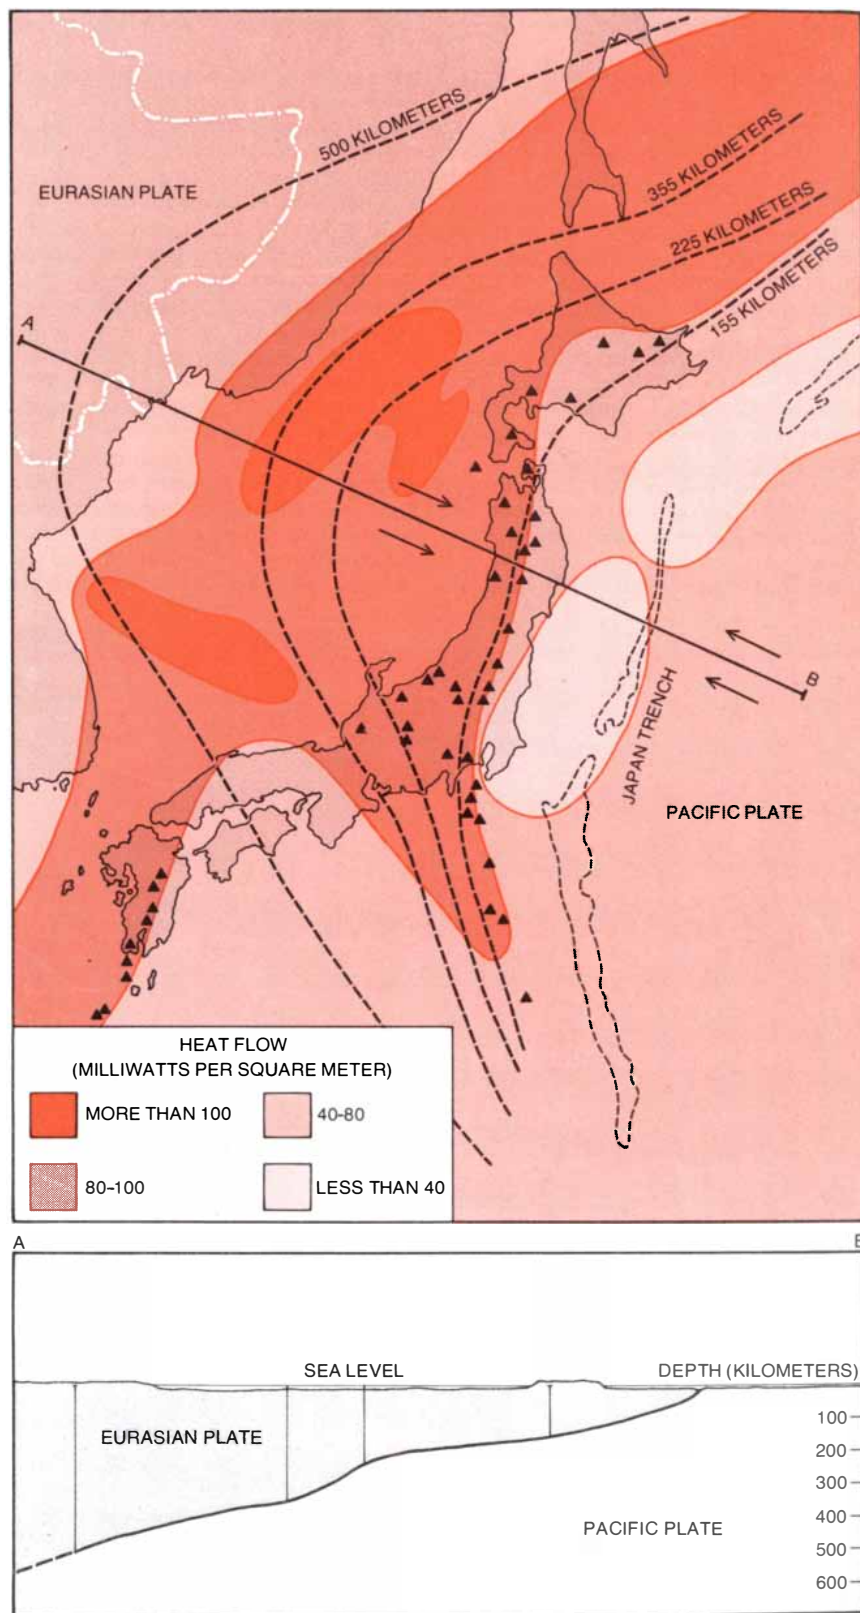 500 KILOMETERS
EURASIAN PLATE
355 KILOMETERS
225 KILOMETERS
155 KILOMETERS
A
B
JAPAN TRENCH
PACIFIC PLATE
HEAT FLOW
(MILLIWATTS PER SQUARE METER)
MORE THAN 100
40-80
80-100
LESS THAN 40
A
SEA LEVEL
DEPTH (KILOMETERS)
100
EURASIAN PLATE
200
300
400
PACIFIC PLATE
500
600